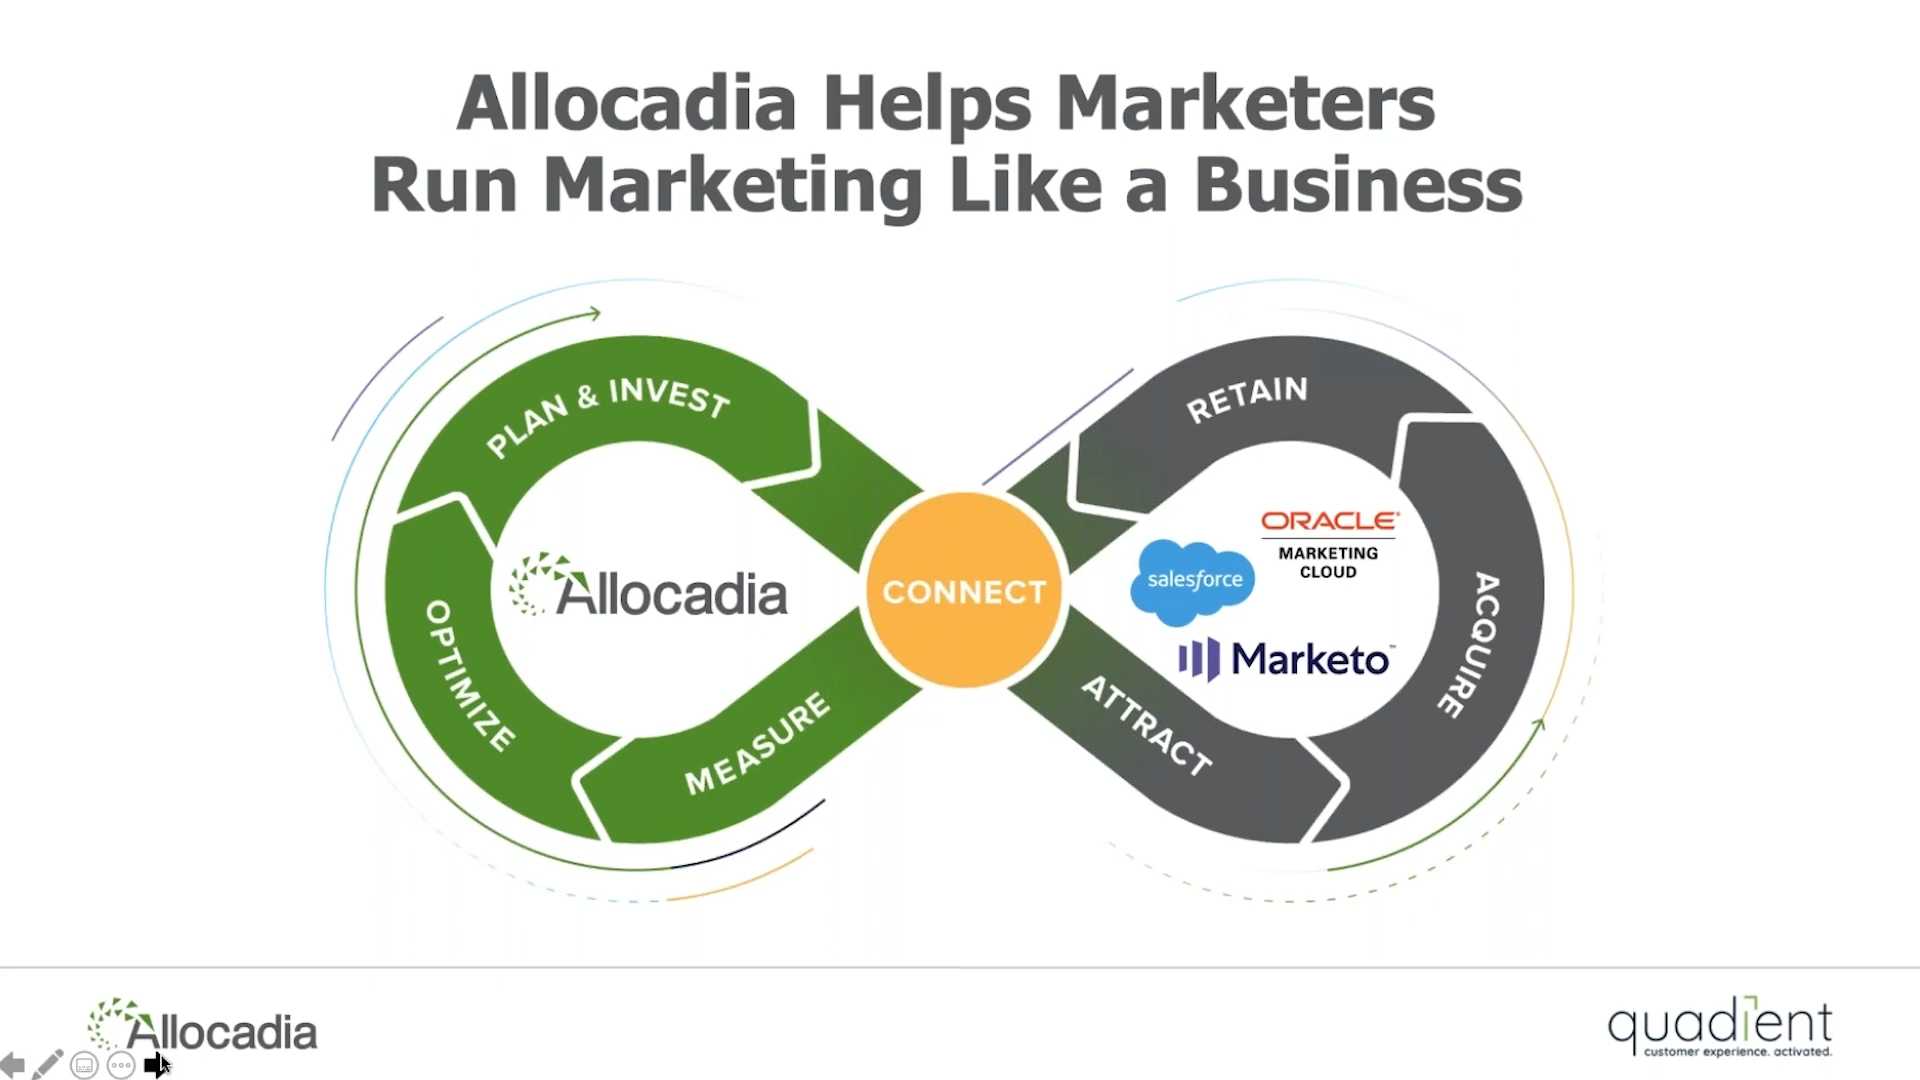 Allocadia Helps Marketers
Run Marketing Like a Business
PLAN & INVEST
OPTIMIZE
MEASURE
Allocadia
CONNECT
RETAIN
ACQUIRE
ATTRACT
ORACLE®
MARKETING
CLOUD
salesforce
Marketo™
Allocadia
quadient
customer experience. activated.